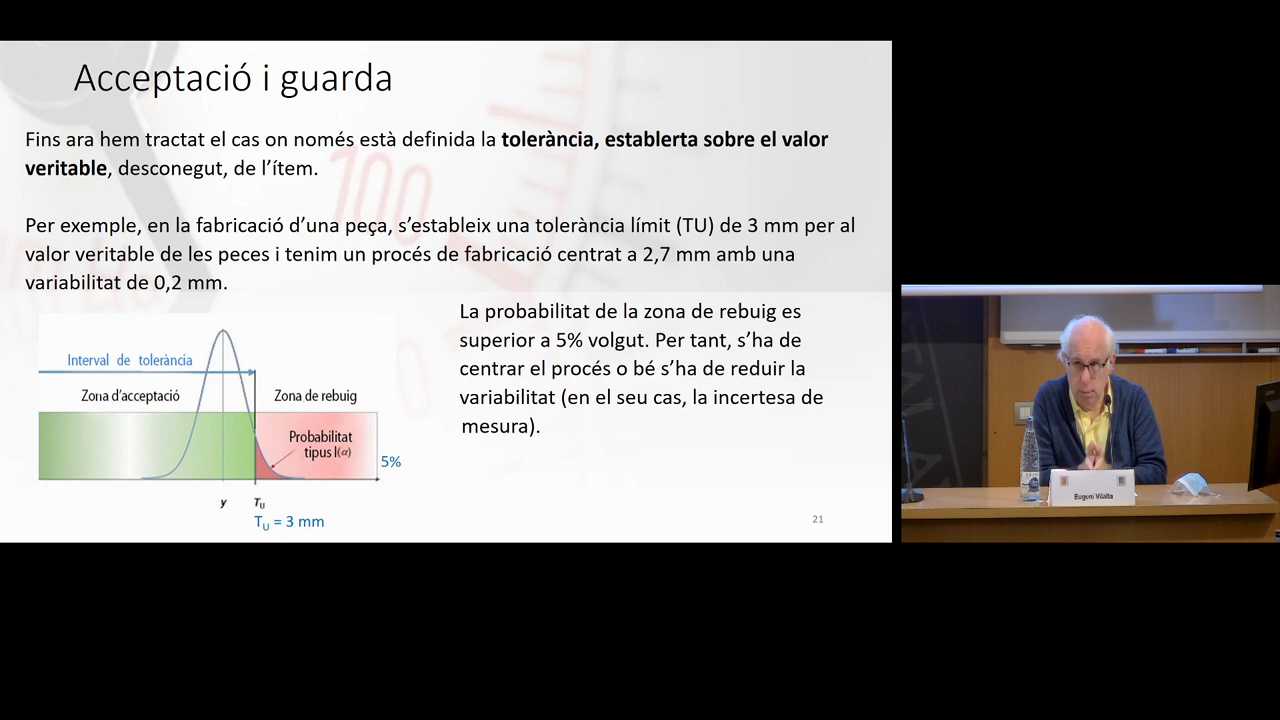 Acceptació i guarda
Fins ara hem tractat el cas on només està definida la tolerància, establerta sobre el valor
veritable, desconegut, de l’ítem.
Per exemple, en la fabricació d’una peça, s’estableix una tolerància límit (TU) de 3 mm per al
valor veritable de les peces i tenim un procés de fabricació centrat a 2,7 mm amb una
variabilitat de 0,2 mm.
La probabilitat de la zona de rebuig es
superior a 5% volgut. Per tant, s’ha de
centrar el procés o bé s’ha de reduir la
variabilitat (en el seu cas, la incertesa de
mesura).
Interval de tolerància
Zona d’acceptació
Zona de rebuig
Probabilitat
tipus I(α)
5%
y
TU
TU = 3 mm
21
Eugeni Vilalta